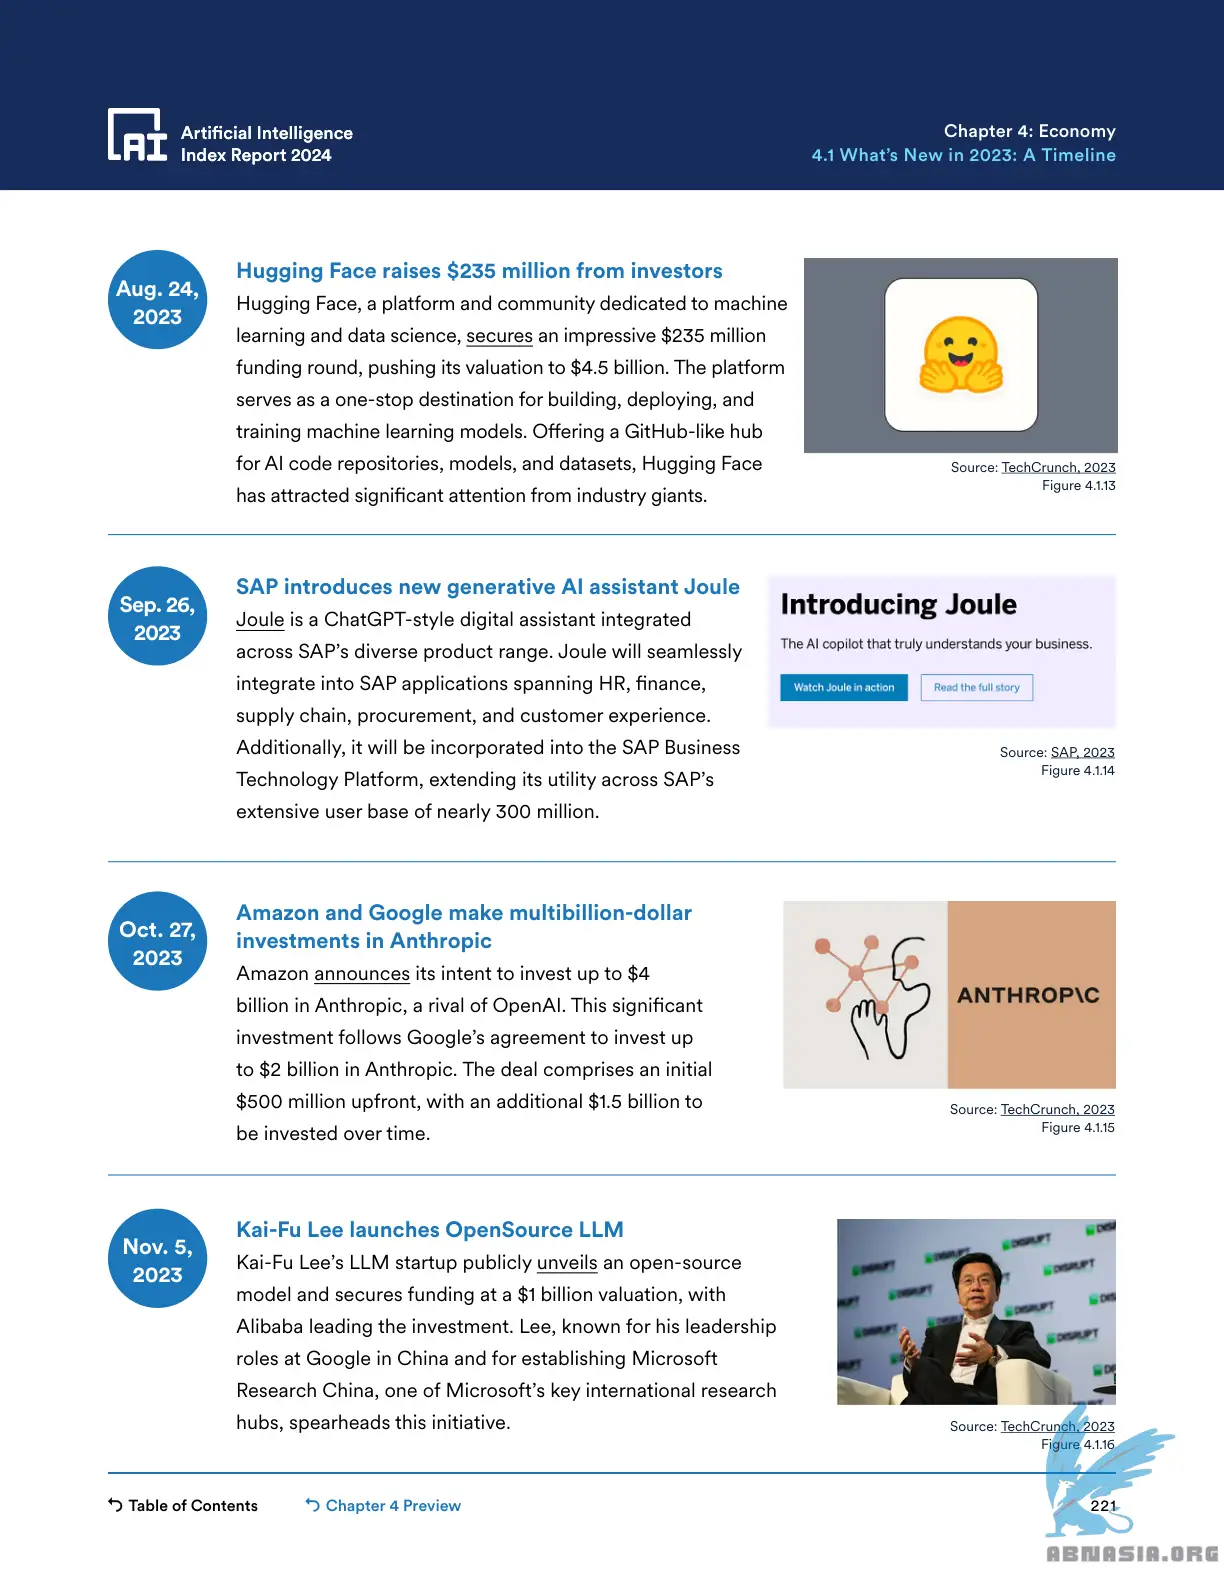 Artificial Intelligence
Index Report 2024
Chapter 4: Economy
4.1 What's New in 2023: A Timeline
Aug. 24,
2023
Hugging Face raises $235 million from investors
Hugging Face, a platform and community dedicated to machine
learning and data science, secures an impressive $235 million
funding round, pushing its valuation to $4.5 billion. The platform
serves as a one-stop destination for building, deploying, and
training machine learning models. Offering a GitHub-like hub
for AI code repositories, models, and datasets, Hugging Face
has attracted significant attention from industry giants.
Source: TechCrunch, 2023
Figure 4.1.13
Sep. 26,
2023
SAP introduces new generative AI assistant Joule
Joule is a ChatGPT-style digital assistant integrated
across SAP's diverse product range. Joule will seamlessly
integrate into SAP applications spanning HR, finance,
supply chain, procurement, and customer experience.
Additionally, it will be incorporated into the SAP Business
Technology Platform, extending its utility across SAP's
extensive user base of nearly 300 million.
Introducing Joule
The AI copilot that truly understands your business.
Watch Joule in action
Read the full story
Source: SAP, 2023
Figure 4.1.14
Oct. 27,
2023
Amazon and Google make multibillion-dollar
investments in Anthropic
Amazon announces its intent to invest up to $4
billion in Anthropic, a rival of OpenAI. This significant
investment follows Google's agreement to invest up
to $2 billion in Anthropic. The deal comprises an initial
$500 million upfront, with an additional $1.5 billion to
be invested over time.
ANTHROP\C
Source: TechCrunch, 2023
Figure 4.1.15
Nov. 5,
2023
Kai-Fu Lee launches OpenSource LLM
Kai-Fu Lee's LLM startup publicly unveils an open-source
model and secures funding at a $1 billion valuation, with
Alibaba leading the investment. Lee, known for his leadership
roles at Google in China and for establishing Microsoft
Research China, one of Microsoft's key international research
hubs, spearheads this initiative.
DISRUPT
Source: TechCrunch, 2023
Figure 4.1.16
Table of Contents
Chapter 4 Preview
221
ABNASIA.ORG